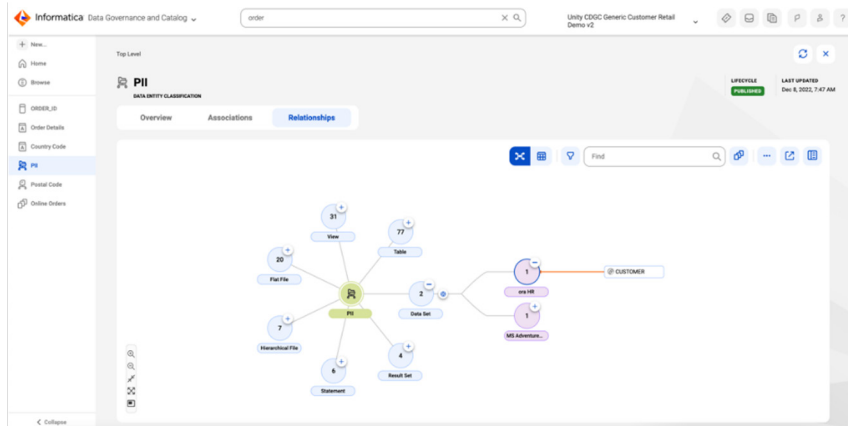 Informatica Data Governance and Catalog
order
Unity CDGC Generic Customer Retail
Demo v2
?
New...
Home
Browse
ORDER_ID
Order Details
Country Code
PII
Postal Code
Online Orders
Collapse
Top Level
PII
DATA ENTITY CLASSIFICATION
LIFECYCLE
PUBLISHED
LAST UPDATED
Dec 8, 2022, 7:47 AM
Overview Associations Relationships
Find
31
View
77
Table
20
Flat File
PII
2
Data Set
1
ora HR
CUSTOMER
1
MS Adventure...
7
Hierarchical File
6
Statement
4
Result Set